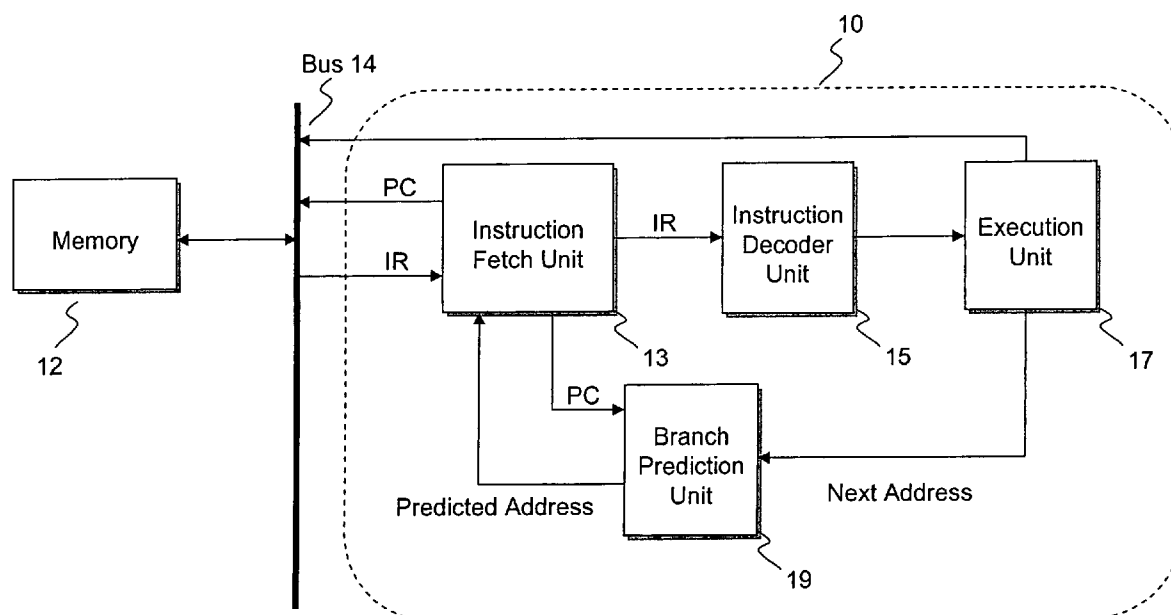 10
Bus 14
PC
Memory
Instruction
Fetch Unit
IR
Instruction
Decoder
Unit
Execution
Unit
IR
12
13
15
17
PC
Branch
Prediction
Unit
Predicted Address
Next Address
19